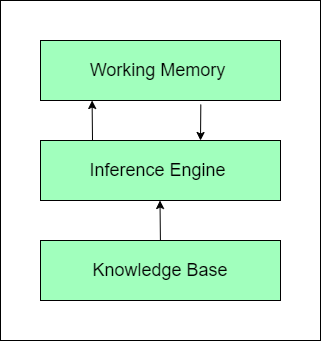 Working Memory
Inference Engine
Knowledge Base